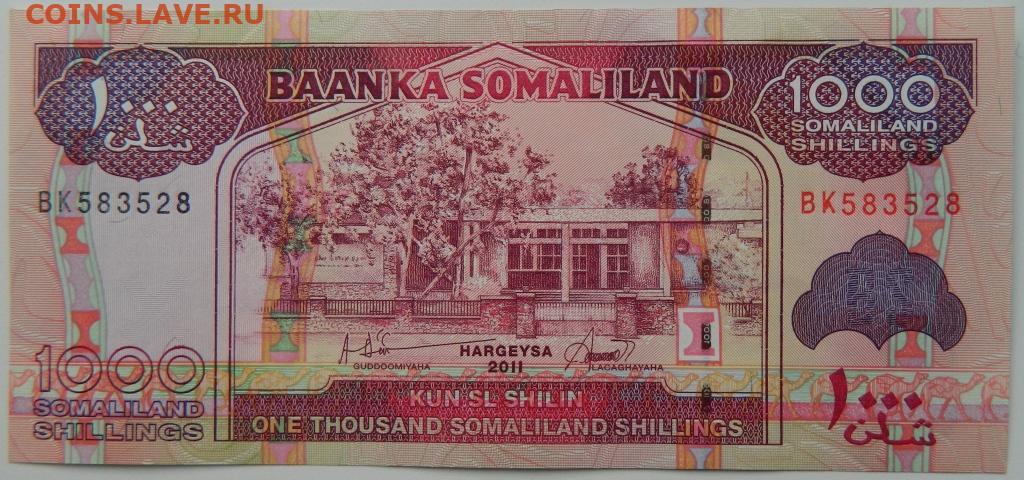 COINS.LAVE.РУ
BAANKA SOMALILAND
١٠٠٠
شلن
1000
SOMALILAND
SHILLINGS
BK583528
BK583528
HARGEYSA
2011
GUDDOOMIYAHA
LACAGHAYAHA
1000
SOMALILAND
SHILLINGS
KUN SL SHILIN
ONE THOUSAND SOMALILAND SHILLINGS
١٠٠٠
شلن